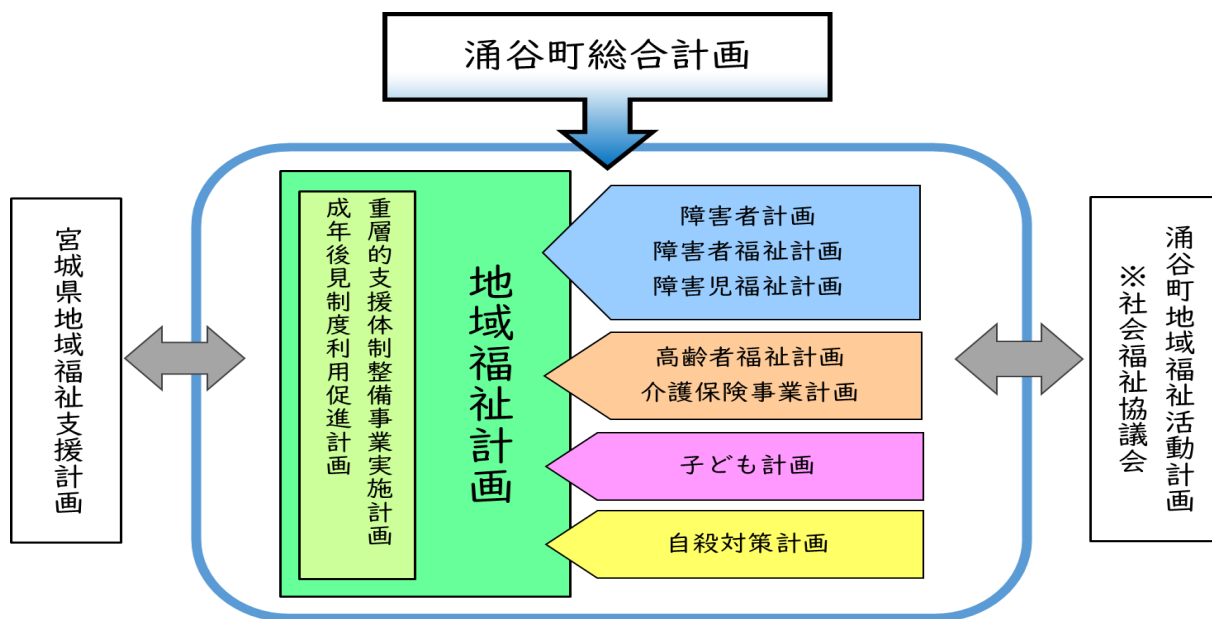 涌谷町総合計画
宮城県地域福祉支援計画
重層的支援体制整備事業実施計画
成年後見制度利用促進計画
地域福祉計画
障害者計画
障害者福祉計画
障害児福祉計画
高齢者福祉計画
介護保険事業計画
子ども計画
自殺対策計画
涌谷町地域福祉活動計画
※社会福祉協議会